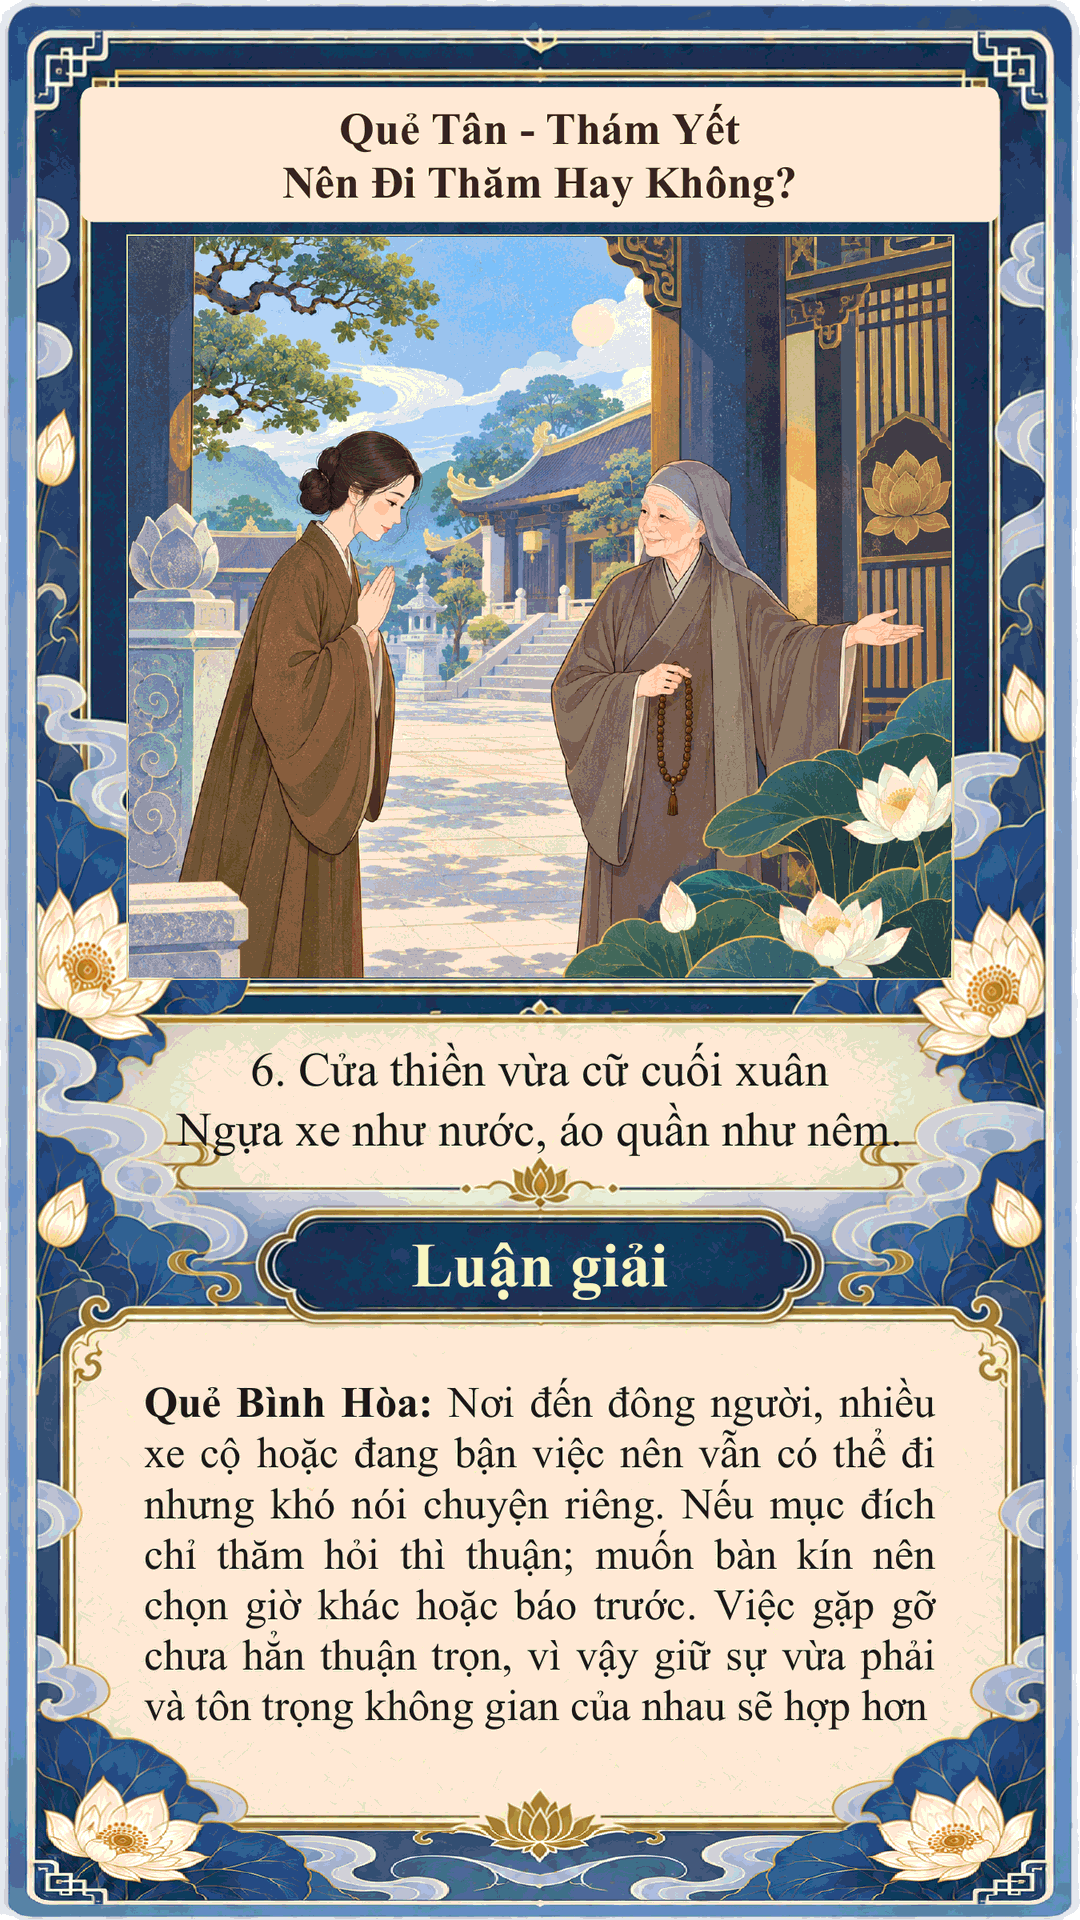 Quẻ Tân - Thám Yết
Nên Đi Thăm Hay Không?
6. Cửa thiền vừa cữ cuối xuân
Ngựa xe như nước, áo quần như nêm.
Luận giải
Quẻ Bình Hòa: Nơi đến đông người, nhiều
xe cộ hoặc đang bận việc nên vẫn có thể đi
nhưng khó nói chuyện riêng. Nếu mục đích
chỉ thăm hỏi thì thuận; muốn bàn kín nên
chọn giờ khác hoặc báo trước. Việc gặp gỡ
chưa hẳn thuận trọn, vì vậy giữ sự vừa phải
và tôn trọng không gian của nhau sẽ hợp hơn